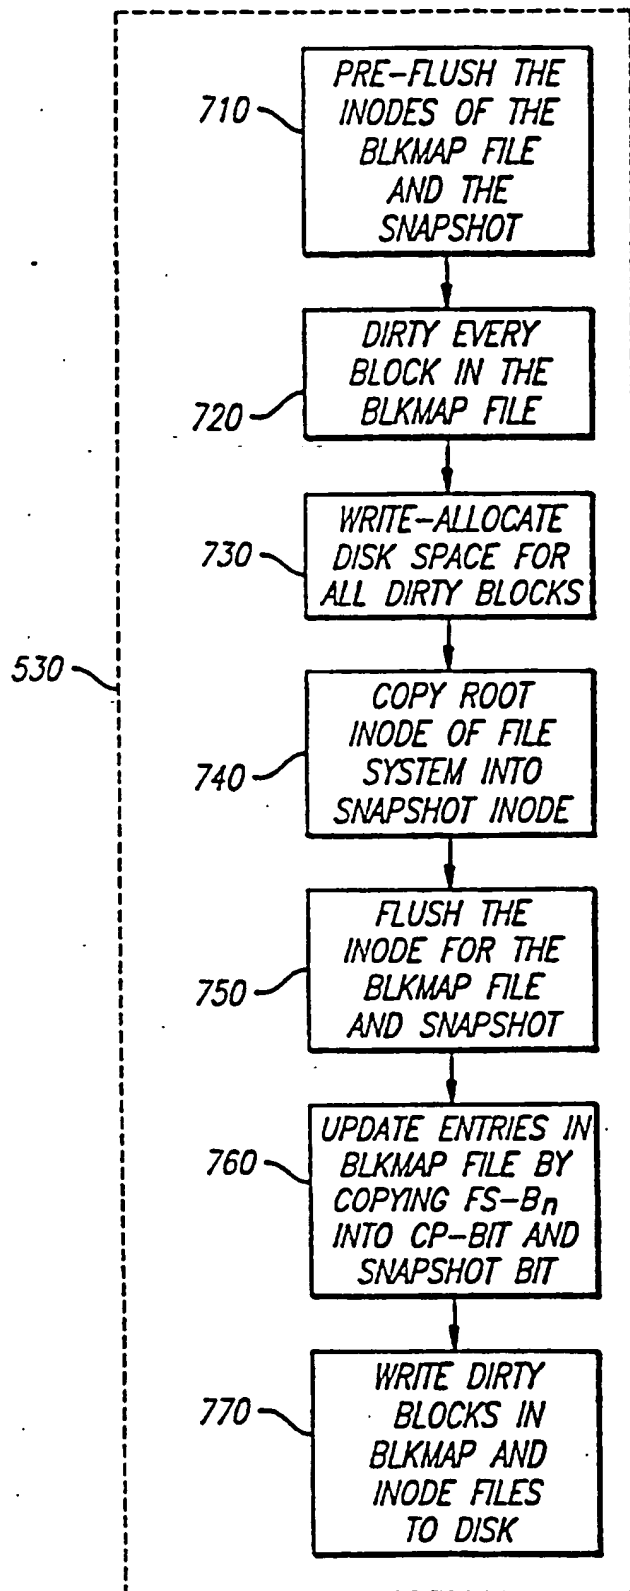 710
PRE-FLUSH THE
INODES OF THE
BLKMAP FILE
AND THE
SNAPSHOT
720
DIRTY EVERY
BLOCK IN THE
BLKMAP FILE
730
WRITE-ALLOCATE
DISK SPACE FOR
ALL DIRTY BLOCKS
530
740
COPY ROOT
INODE OF FILE
SYSTEM INTO
SNAPSHOT INODE
750
FLUSH THE
INODE FOR THE
BLKMAP FILE
AND SNAPSHOT
760
UPDATE ENTRIES IN
BLKMAP FILE BY
COPYING FS-Bn
INTO CP-BIT AND
SNAPSHOT BIT
770
WRITE DIRTY
BLOCKS IN
BLKMAP AND
INODE FILES
TO DISK